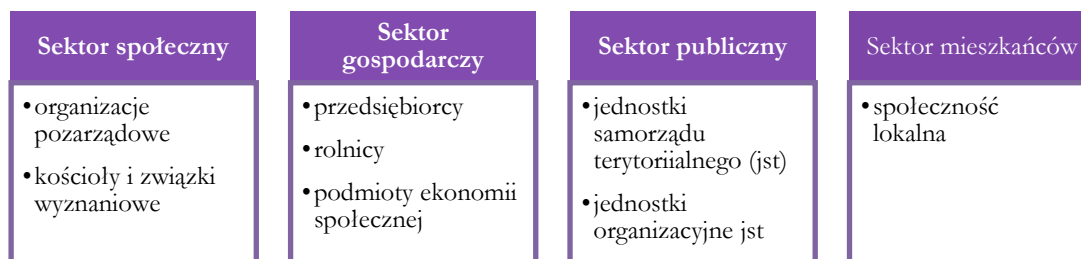 Sektor społeczny
• organizacje
pozarządowe
• kościoły i związki
wyznaniowe
Sektor
gospodarczy
• przedsiębiorcy
• rolnicy
• podmioty ekonomii
społecznej
Sektor publiczny
• jednostki
samorządu
terytoriialnego (jst)
• jednostki
organizacyjne jst
Sektor mieszkańców
• społeczność
lokalna